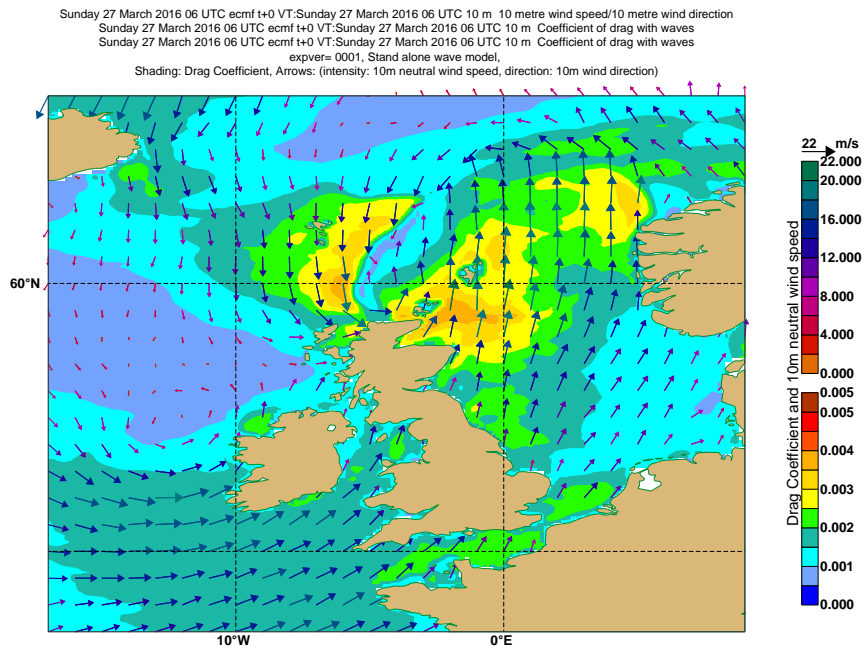 Sunday 27 March 2016 06 UTC ecmf t+0 VT:Sunday 27 March 2016 06 UTC 10 m 10 metre wind speed/10 metre wind direction
Sunday 27 March 2016 06 UTC ecmf t+0 VT:Sunday 27 March 2016 06 UTC 10 m Coefficient of drag with waves
Sunday 27 March 2016 06 UTC ecmf t+0 VT:Sunday 27 March 2016 06 UTC 10 m Coefficient of drag with waves
expver= 0001, Stand alone wave model,
Shading: Drag Coefficient, Arrows: (intensity: 10m neutral wind speed, direction: 10m wind direction)
22 m/s
22.000
20.000
16.000
12.000
8.000
4.000
0.000
0.005
0.005
0.004
0.003
0.002
0.001
0.000
Drag Coefficient and 10m neutral wind speed
60°N
10°W
0°E